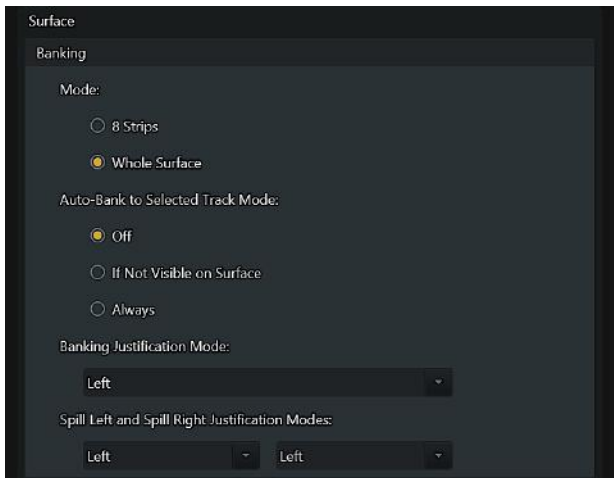 Surface
Banking
Mode:
8 Strips
Whole Surface
Auto-Bank to Selected Track Mode:
Off
If Not Visible on Surface
Always
Banking Justification Mode:
Left
Spill Left and Spill Right Justification Modes:
Left Left